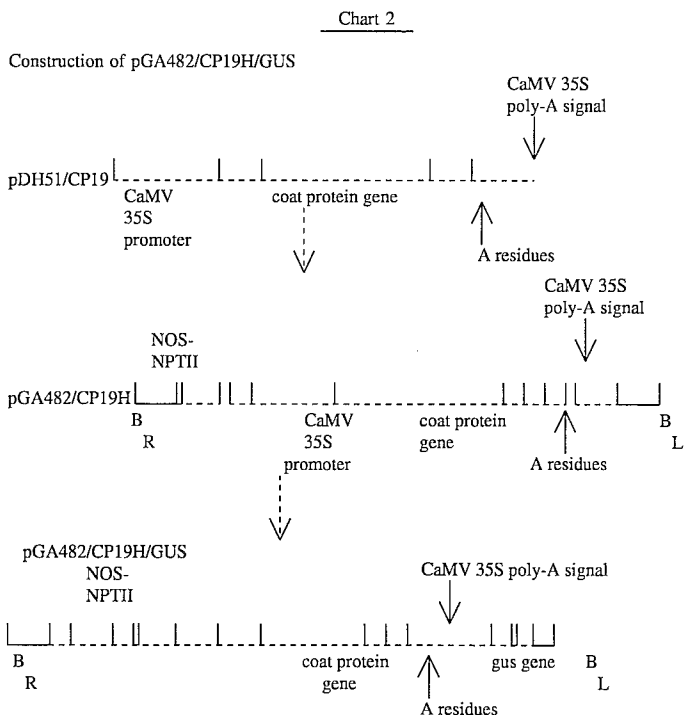 Chart 2
Construction of pGA482/CP19H/GUS
CaMV 35S
poly-A signal
pDH51/CP19
CaMV
35S
promoter
coat protein gene
A residues
CaMV 35S
poly-A signal
NOS-
NPTII
pGA482/CP19H
B
R
CaMV
35S
promoter
coat protein
gene
A residues
B
L
pGA482/CP19H/GUS
NOS-
NPTII
CaMV 35S poly-A signal
B
R
coat protein
gene
A residues
gus gene
B
L